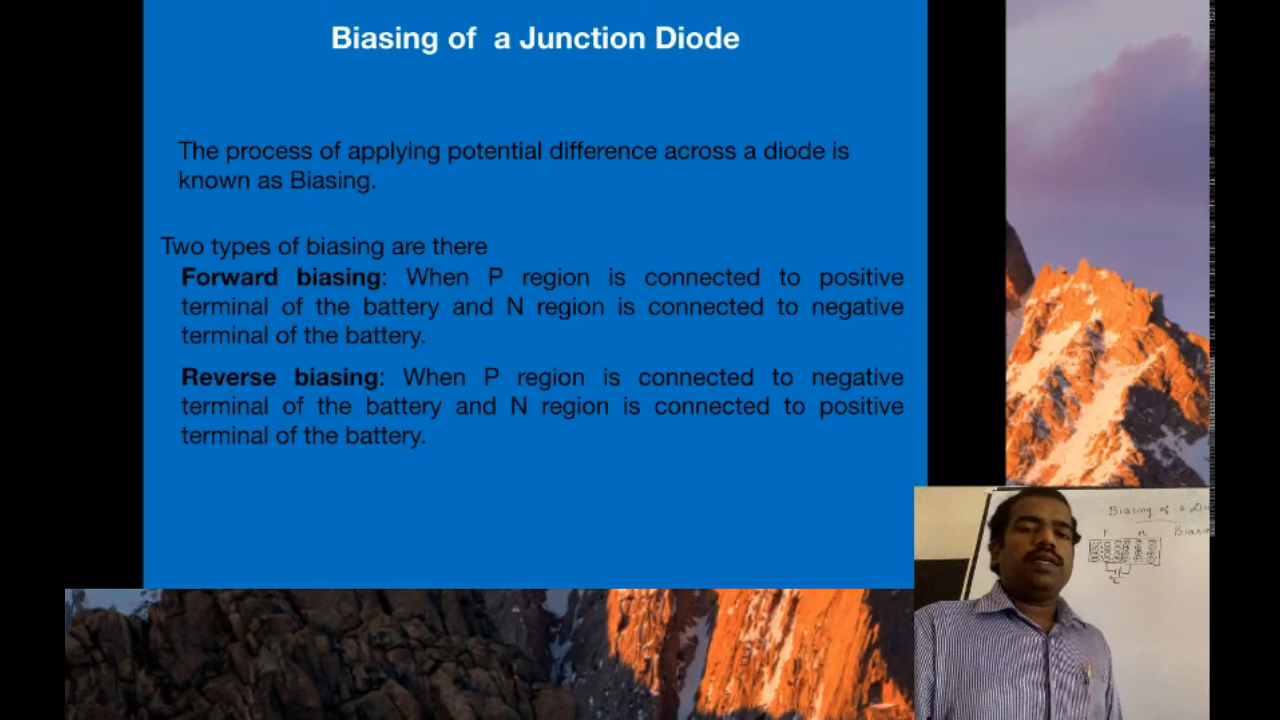 Biasing of a Junction Diode
The process of applying potential difference across a diode is
known as Biasing.
Two types of biasing are there
Forward biasing: When P region is connected to positive
terminal of the battery and N region is connected to negative
terminal of the battery.
Reverse biasing: When P region is connected to negative
terminal of the battery and N region is connected to positive
terminal of the battery.
Biasing of a Di
P n Biasin